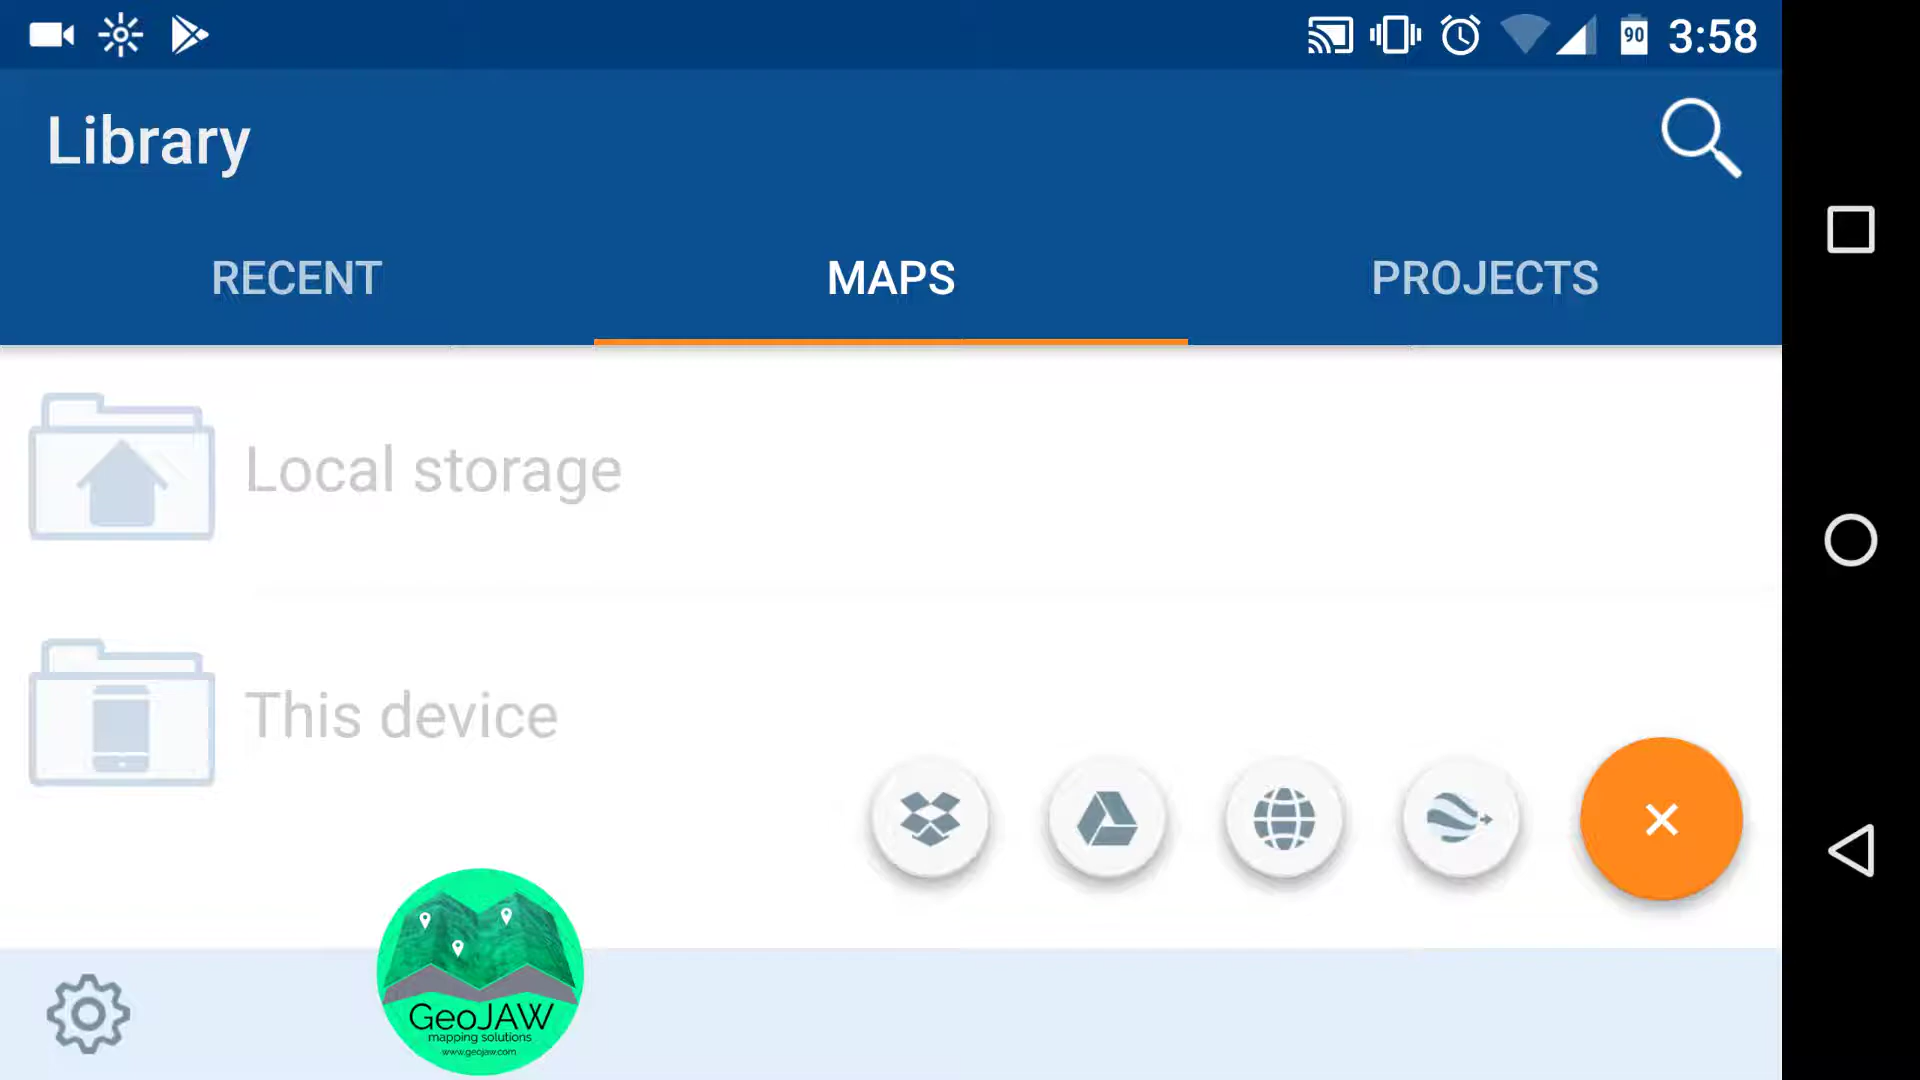 90 3:58
Library
RECENT MAPS PROJECTS
Local storage
This device
GeoJAW
mapping solutions
www.geojaw.com